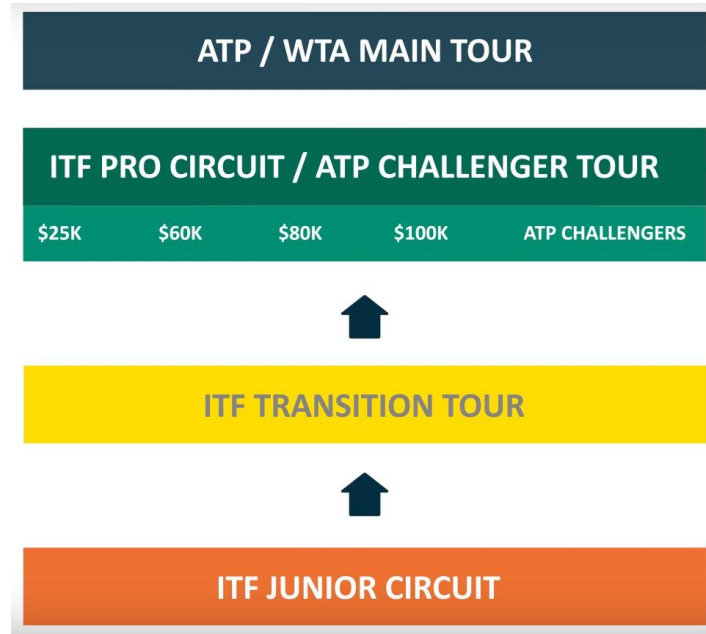 ATP / WTA MAIN TOUR
ITF PRO CIRCUIT / ATP CHALLENGER TOUR
$25K $60K $80K $100K ATP CHALLENGERS
ITF TRANSITION TOUR
ITF JUNIOR CIRCUIT